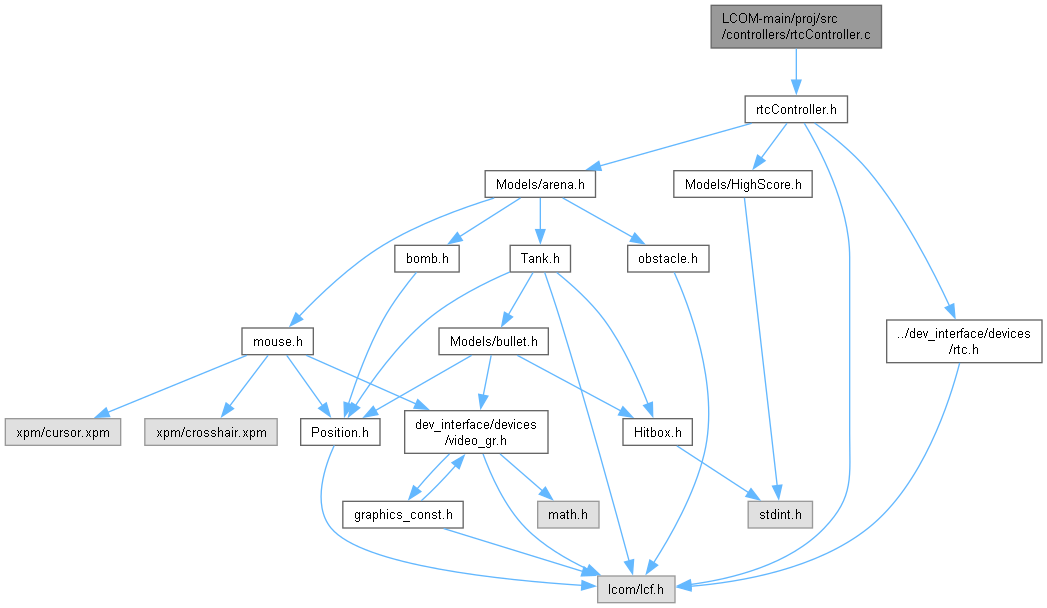 LCOM-main/proj/src
/controllers/rtcController.c
rtcController.h
Models/arena.h
Models/HighScore.h
bomb.h
Tank.h
obstacle.h
mouse.h
Models/bullet.h
../dev_interface/devices
/rtc.h
xpm/cursor.xpm
xpm/crosshair.xpm
Position.h
dev_interface/devices
/video_gr.h
Hitbox.h
graphics_const.h
math.h
stdint.h
lcom/lcf.h